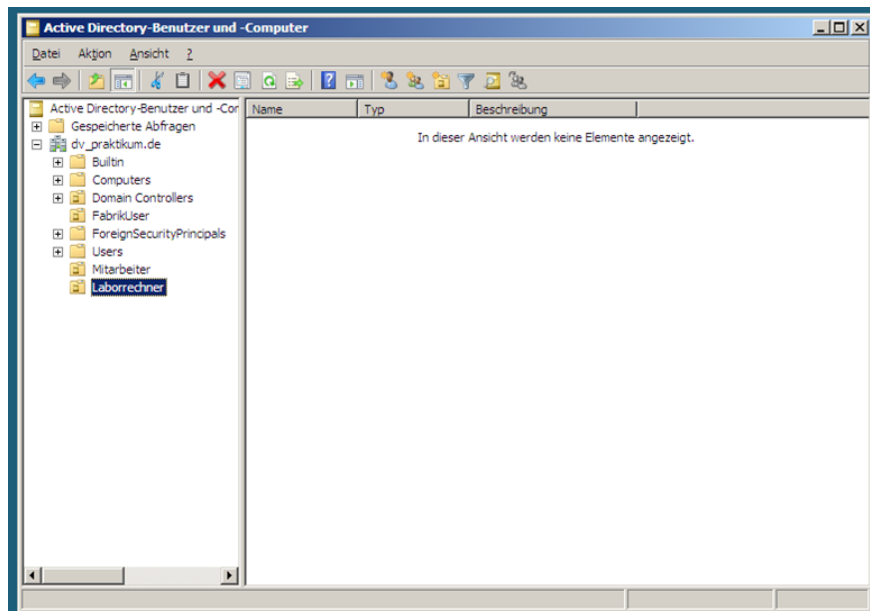 Active Directory-Benutzer und -Computer
Datei Aktion Ansicht ?
Active Directory-Benutzer und -Cor
Name Typ Beschreibung
Gespeicherte Abfragen
In dieser Ansicht werden keine Elemente angezeigt.
dv_praktikum.de
Builtin
Computers
Domain Controllers
FabrikUser
ForeignSecurityPrincipals
Users
Mitarbeiter
Laborrechner